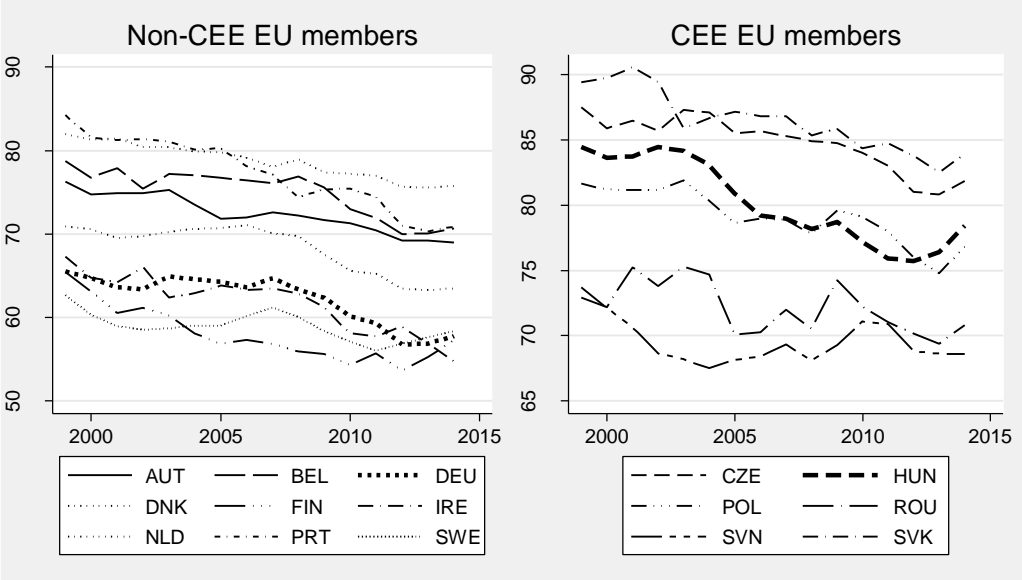 Non-CEE EU members
90
80
70
60
50
2000 2005 2010 2015
AUT BEL DEU
DNK FIN IRE
NLD PRT SWE
CEE EU members
90
85
80
75
70
65
2000 2005 2010 2015
CZE HUN
POL ROU
SVN SVK